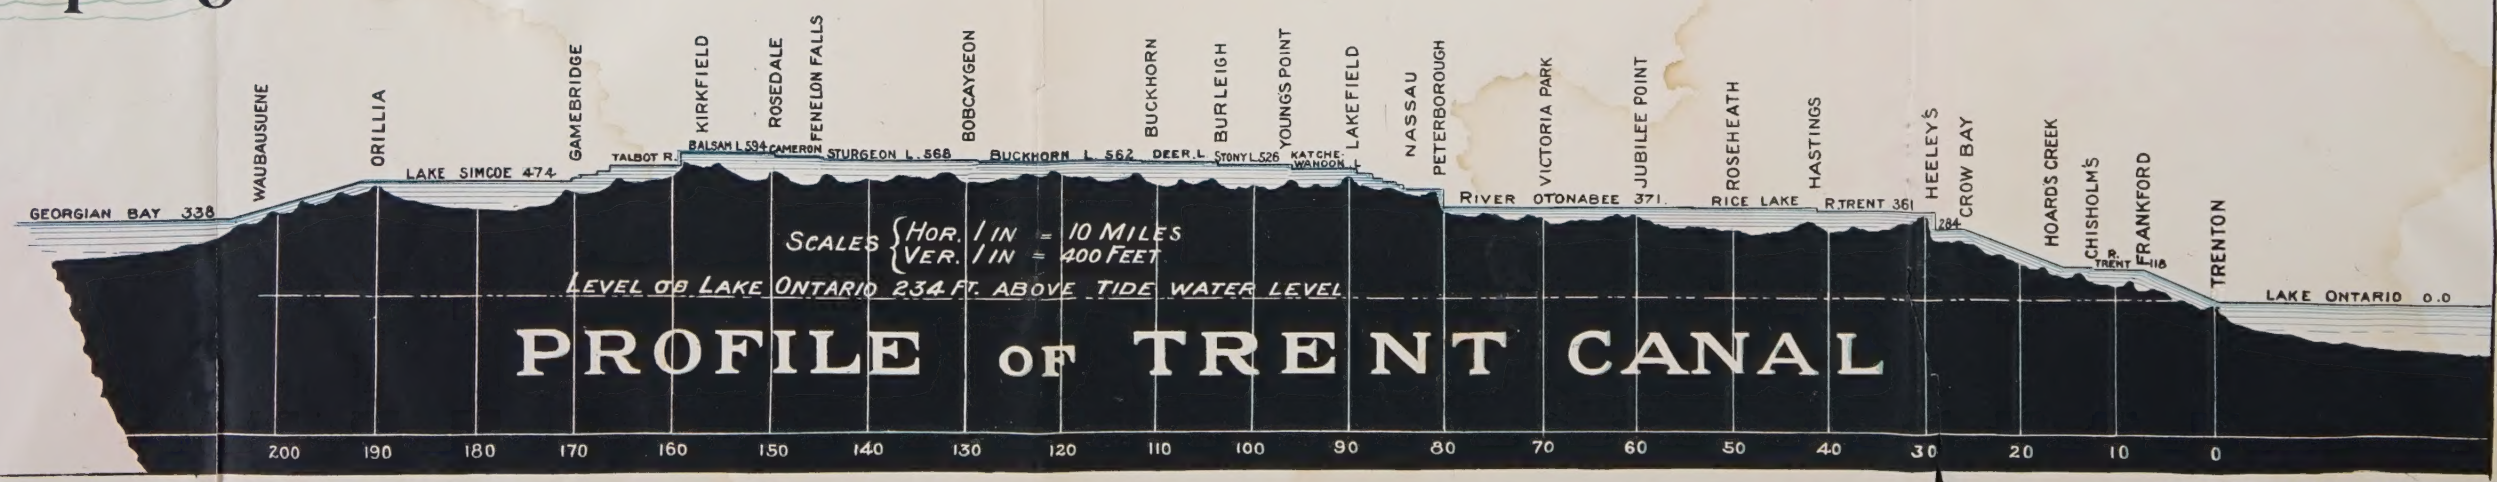 WAUBAUSUENE
ORILLIA
GAMEBRIDGE
KIRKFIELD
ROSEDALE
FENELON FALLS
BOBCAYGEON
BUCKHORN
BURLEIGH
YOUNG'S POINT
LAKEFIELD
NASSAU
PETERBOROUGH
VICTORIA PARK
JUBILEE POINT
ROSEHEATH
HASTINGS
HEELEY'S
CROW BAY
HOARD'S CREEK
CHISHOLM'S
FRANKFORD
TRENTON
GEORGIAN BAY 338
LAKE SIMCOE 474
TALBOT R.
BALSAM L 594
CAMERON
STURGEON L. 568
BUCKHORN L. 562
DEER. L
STONY L 526
KATCHE-
WANOOK. L
RIVER OTONABEE 371.
RICE LAKE
R. TRENT 361
284
R.
TRENT 118
LAKE ONTARIO 0.0
SCALES { HOR. 1 IN = 10 MILES
VER. 1 IN = 400 FEET
LEVEL OB LAKE ONTARIO 234 FT. ABOVE TIDE WATER LEVEL
PROFILE OF TRENT CANAL
200 190 180 170 160 150 140 130 120 110 100 90 80 70 60 50 40 30 20 10 0